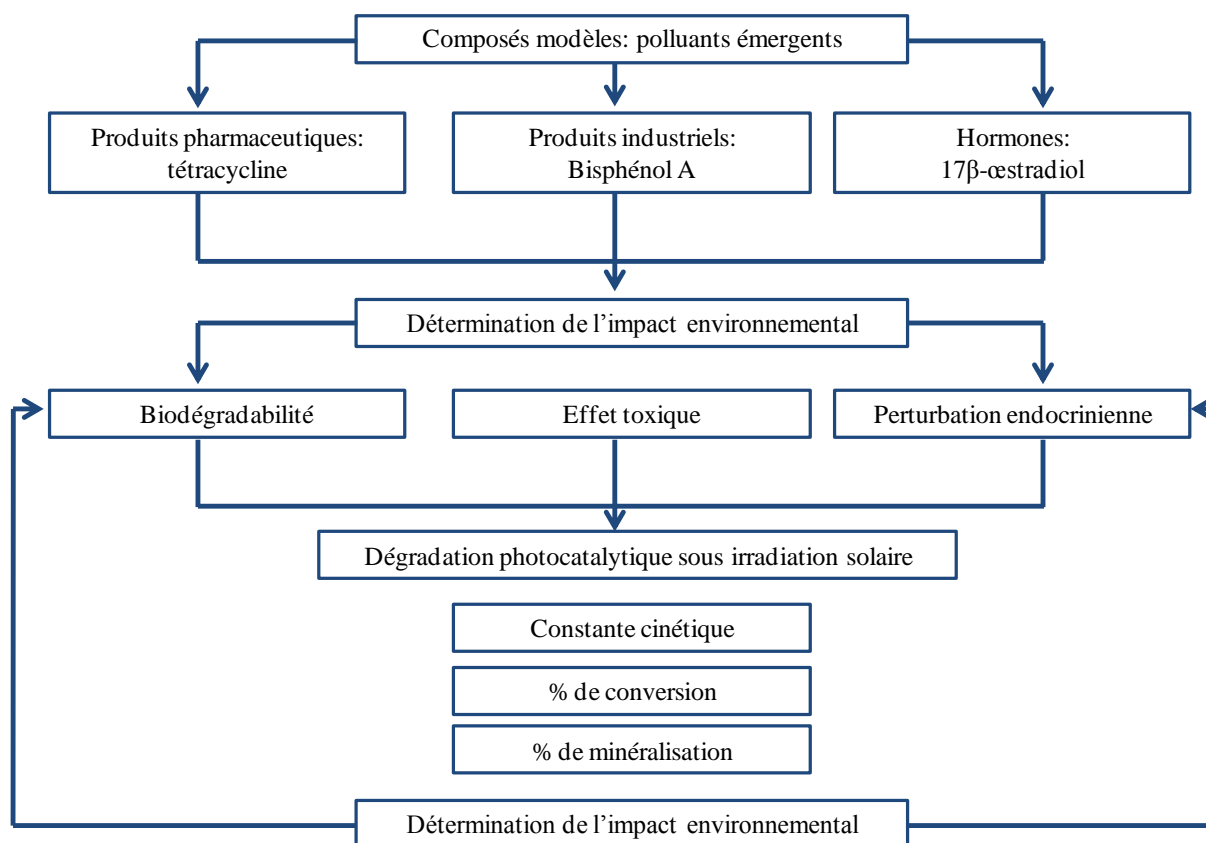 Composés modèles: polluants émergents
Produits pharmaceutiques:
tétracycline
Produits industriels:
Bisphénol A
Hormones:
17β-œstradiol
Détermination de l’impact environnemental
Biodégradabilité
Effet toxique
Perturbation endocrinienne
Dégradation photocatalytique sous irradiation solaire
Constante cinétique
% de conversion
% de minéralisation
Détermination de l’impact environnemental